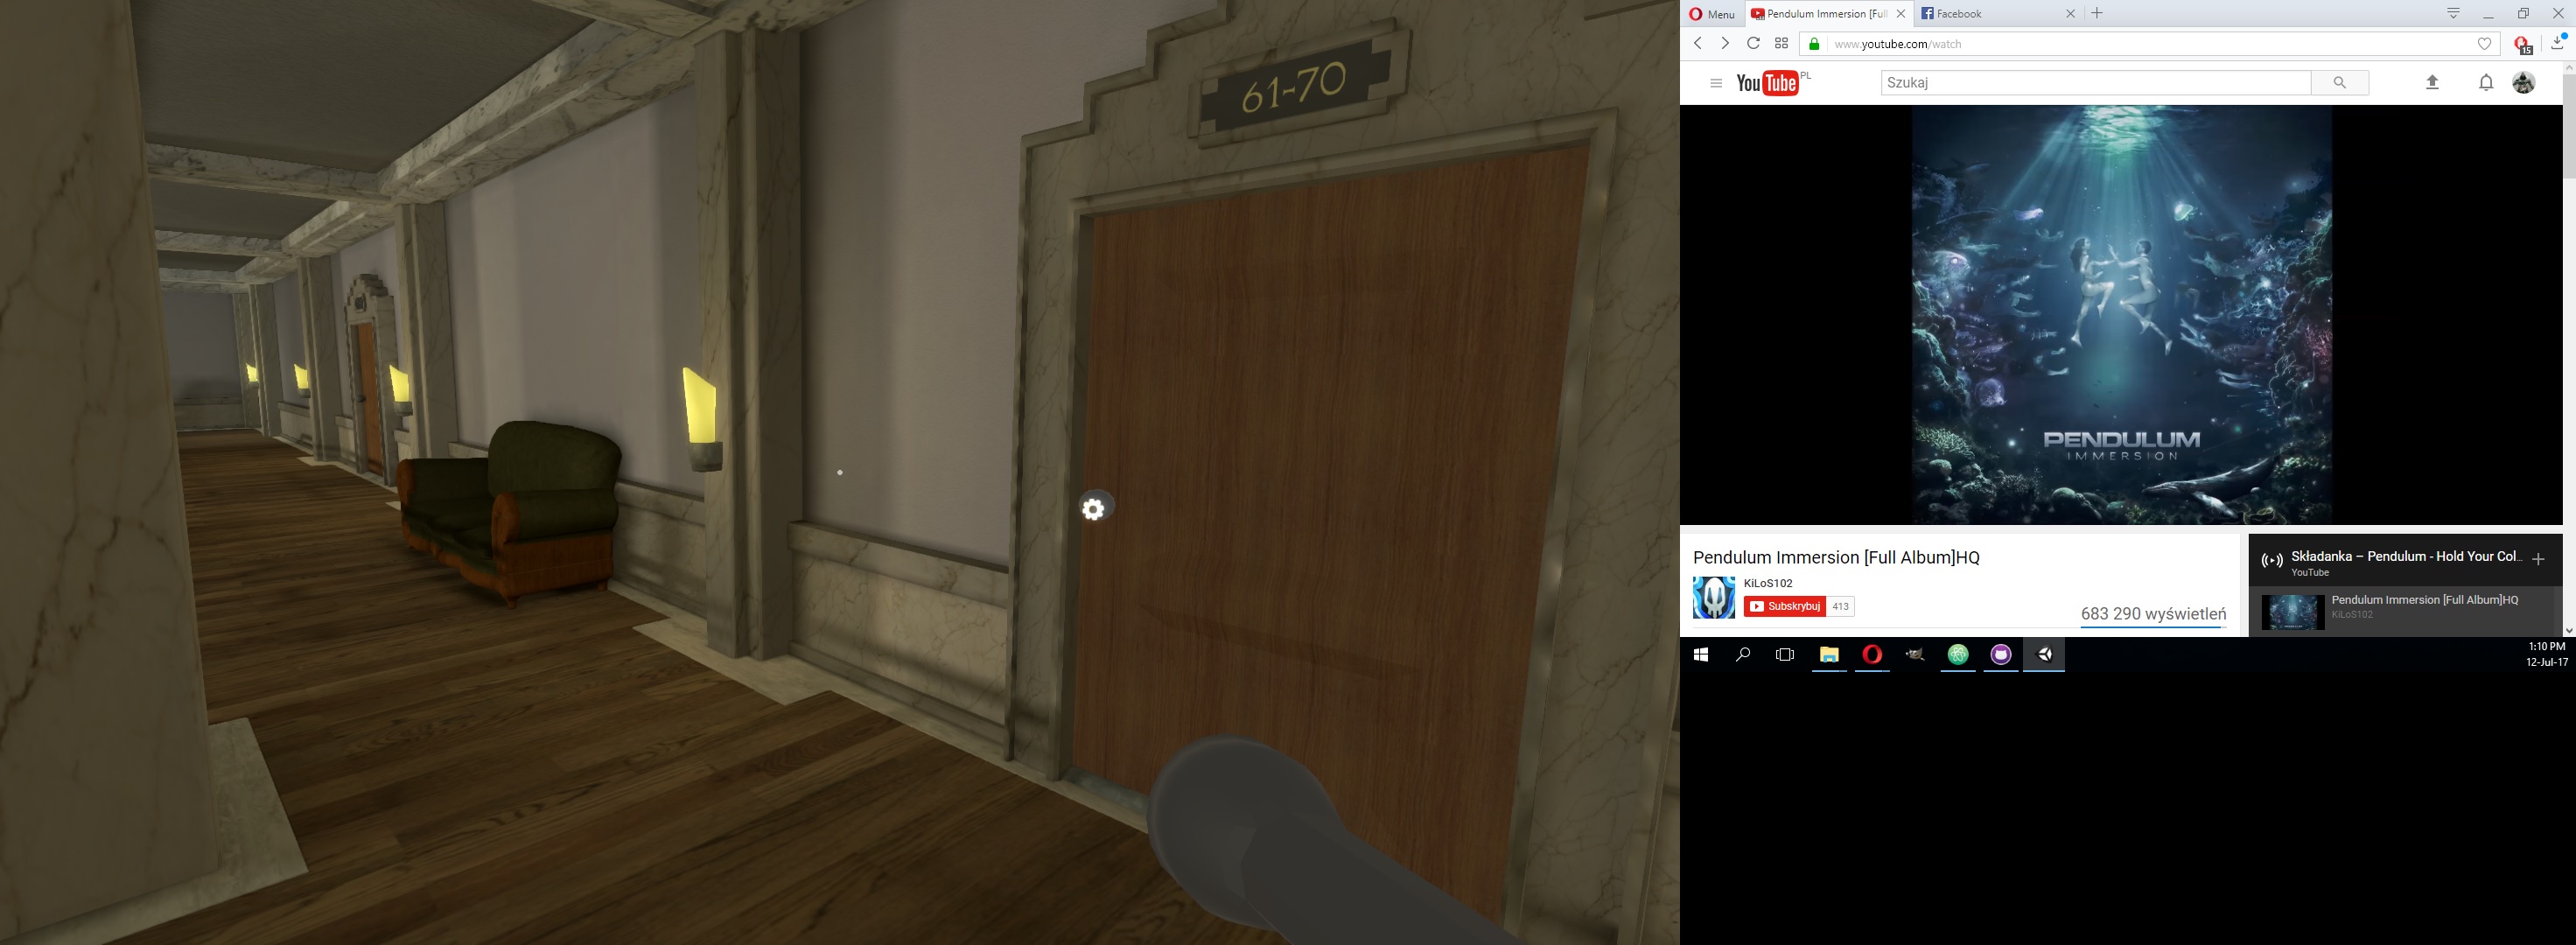 61-70
Menu
Pendulum Immersion [Ful
Facebook
www.youtube.com/watch
15
YouTube PL
Szukaj
PENDULUM
IMMERSION
Pendulum Immersion [Full Album]HQ
KiLoS102
Subskrybuj 413
683 290 wyświetleń
Składanka – Pendulum - Hold Your Col...
YouTube
Pendulum Immersion [Full Album]HQ
KiLoS102
1:10 PM
12-Jul-17